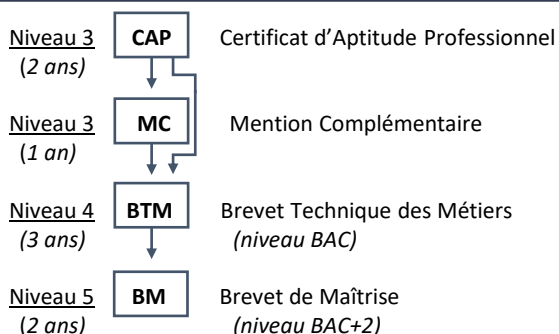 Niveau 3 CAP Certificat d’Aptitude Professionnel
(2 ans)
Niveau 3 MC Mention Complémentaire
(1 an)
Niveau 4 BTM Brevet Technique des Métiers
(3 ans) (niveau BAC)
Niveau 5 BM Brevet de Maîtrise
(2 ans) (niveau BAC+2)